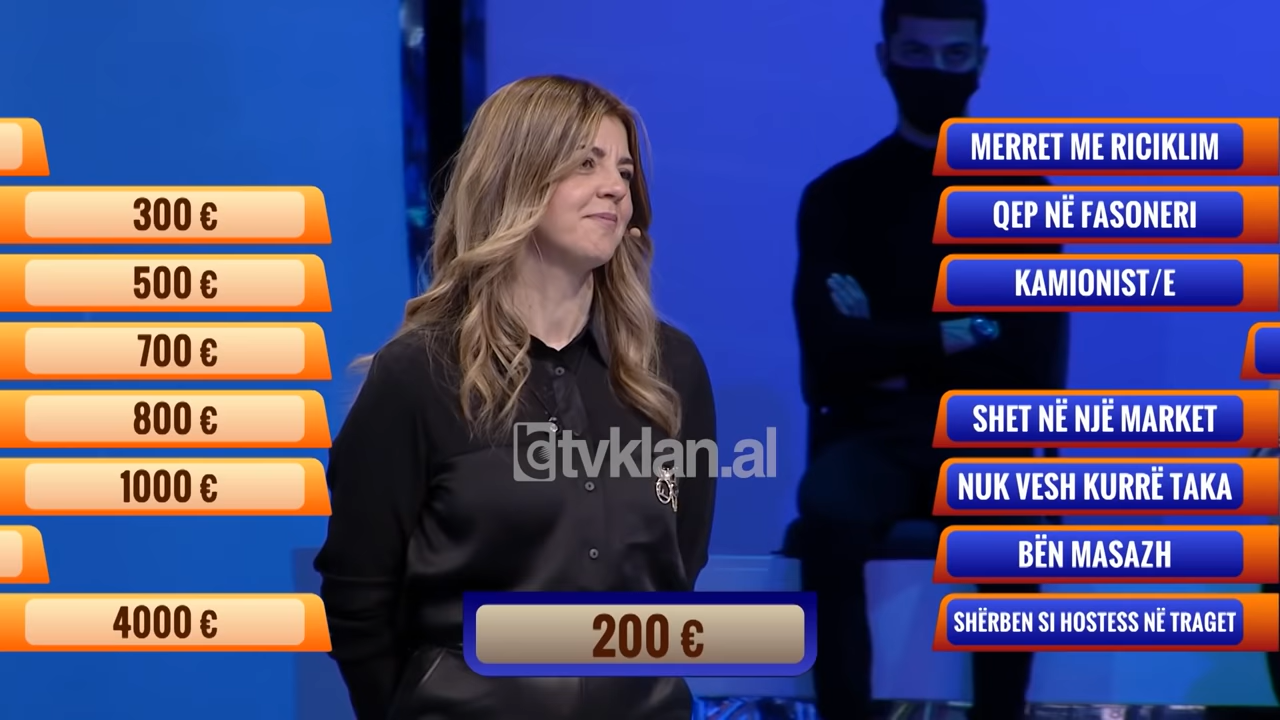 300 €
500 €
700 €
800 €
1000 €
4000 €
MERRET ME RICIKLIM
QEP NË FASONERI
KAMIONIST/E
SHET NË NJË MARKET
NUK VESH KURRË TAKA
BËN MASAZH
SHËRBEN SI HOSTESS NË TRAGET
tvklan.al
200 €